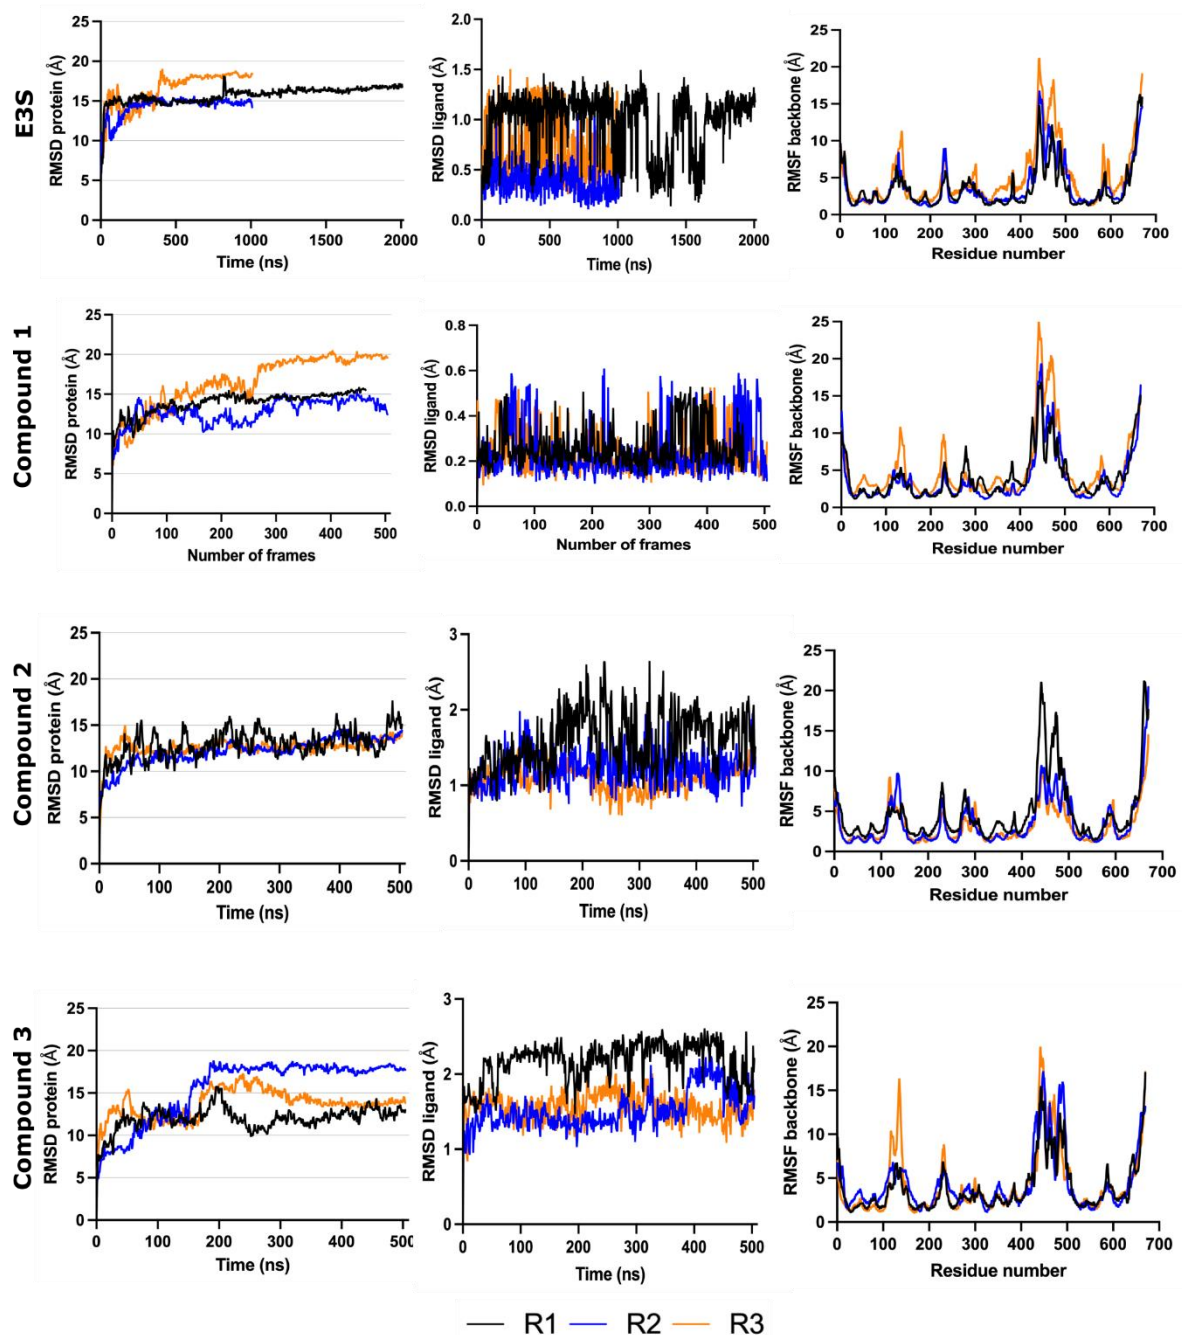 E3S
RMSD protein (Å)
25
20
15
10
5
0
0 500 1000 1500 2000
Time (ns)
RMSD ligand (Å)
2.0
1.5
1.0
0.5
0.0
0 500 1000 1500 2000
Time (ns)
RMSF backbone (Å)
25
20
15
10
5
0
0 100 200 300 400 500 600 700
Residue number
Compound 1
RMSD protein (Å)
25
20
15
10
5
0
0 100 200 300 400 500
Number of frames
RMSD ligand (Å)
0.8
0.6
0.4
0.2
0.0
0 100 200 300 400 500
Number of frames
RMSF backbone (Å)
25
20
15
10
5
0
0 100 200 300 400 500 600 700
Residue number
Compound 2
RMSD protein (Å)
25
20
15
10
5
0
0 100 200 300 400 500
Time (ns)
RMSD ligand (Å)
3
2
1
0
0 100 200 300 400 500
Time (ns)
RMSF backbone (Å)
25
20
15
10
5
0
0 100 200 300 400 500 600 700
Residue number
Compound 3
RMSD protein (Å)
25
20
15
10
5
0
0 100 200 300 400 500
Time (ns)
RMSD ligand (Å)
3
2
1
0
0 100 200 300 400 500
Time (ns)
RMSF backbone (Å)
25
20
15
10
5
0
0 100 200 300 400 500 600 700
Residue number
R1 R2 R3